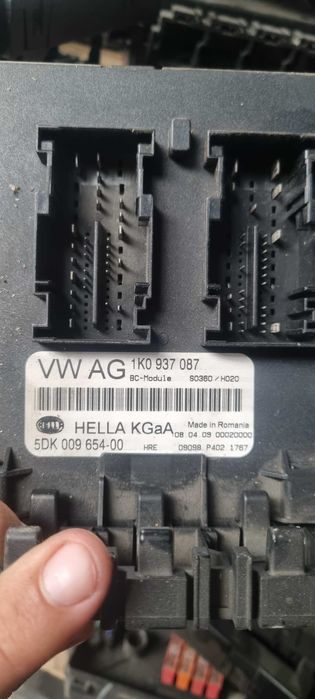 VW AG 1K0 937 087
BC-Module S0360/H020
HELLA
HELLA KGaA Made in Romania
08 04 09 00020000
5DK 009 654-00 HRE 09098 P402 1767